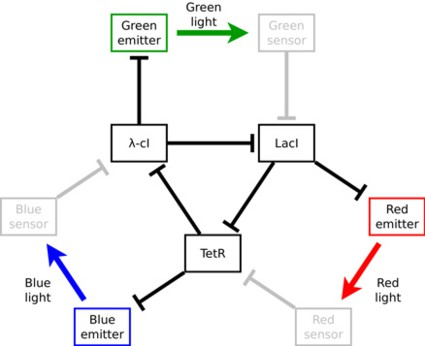 Green
light
Green
emitter
Green
sensor
λ-cI
LacI
Blue
sensor
Red
emitter
TetR
Blue
light
Red
light
Blue
emitter
Red
sensor